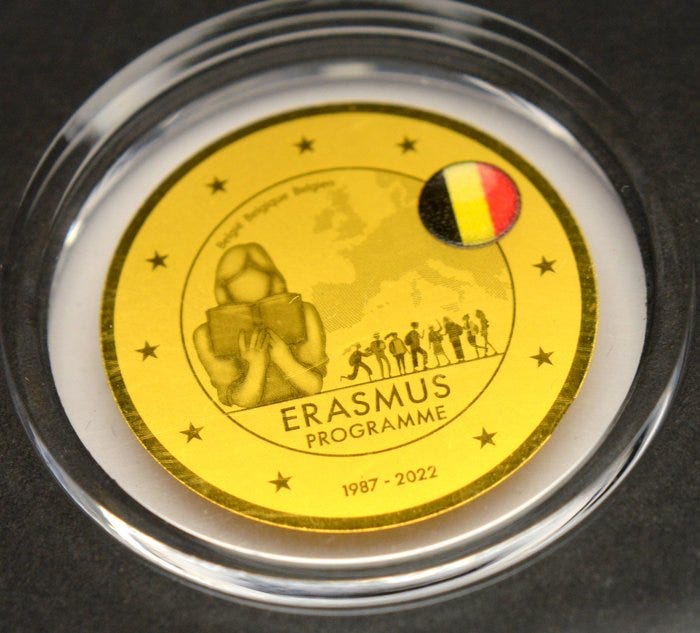 België Belgique Belgien
ERASMUS
PROGRAMME
1987 - 2022